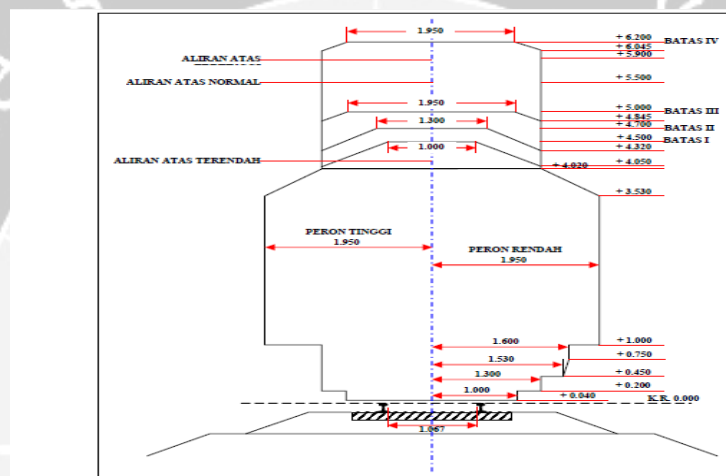 1.950
+ 6.200 BATAS IV
+ 6.045
+ 5.900
ALIRAN ATAS
ALIRAN ATAS NORMAL
+ 5.500
1.950
+ 5.000 BATAS III
+ 4.845
1.300
+ 4.700 BATAS II
+ 4.500 BATAS I
+ 4.320
1.000
ALIRAN ATAS TERENDAH
+ 4.050
+ 4.020
+ 3.530
PERON TINGGI
1.950
PERON RENDAH
1.950
1.600
+ 1.000
1.530
+ 0.750
1.300
+ 0.450
1.000
+ 0.200
+ 0.040
K.R. 0.000
1.067